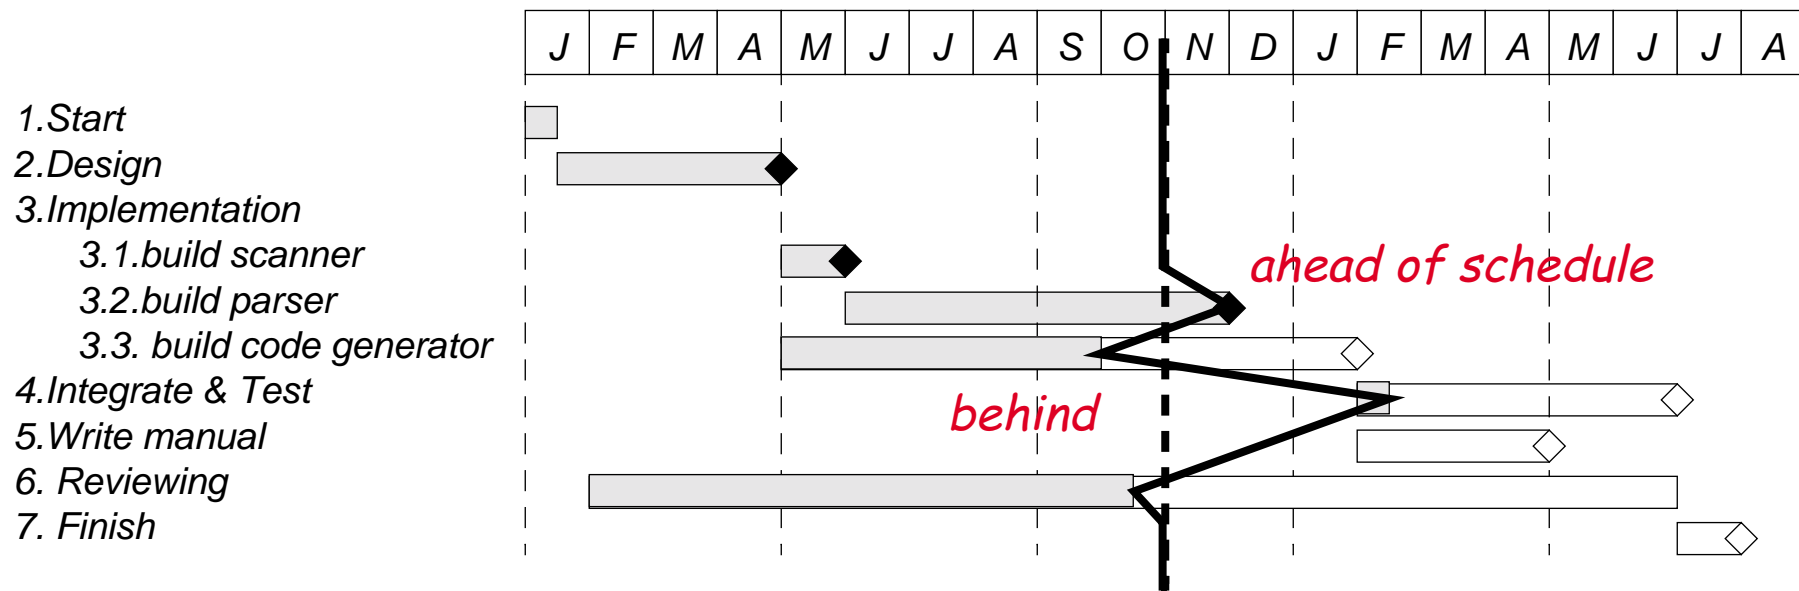 J F M A M J J A S O N D J F M A M J J A
1.Start
2.Design
3.Implementation
3.1.build scanner
ahead of schedule
3.2.build parser
3.3. build code generator
4.Integrate & Test
behind
5.Write manual
6. Reviewing
7. Finish